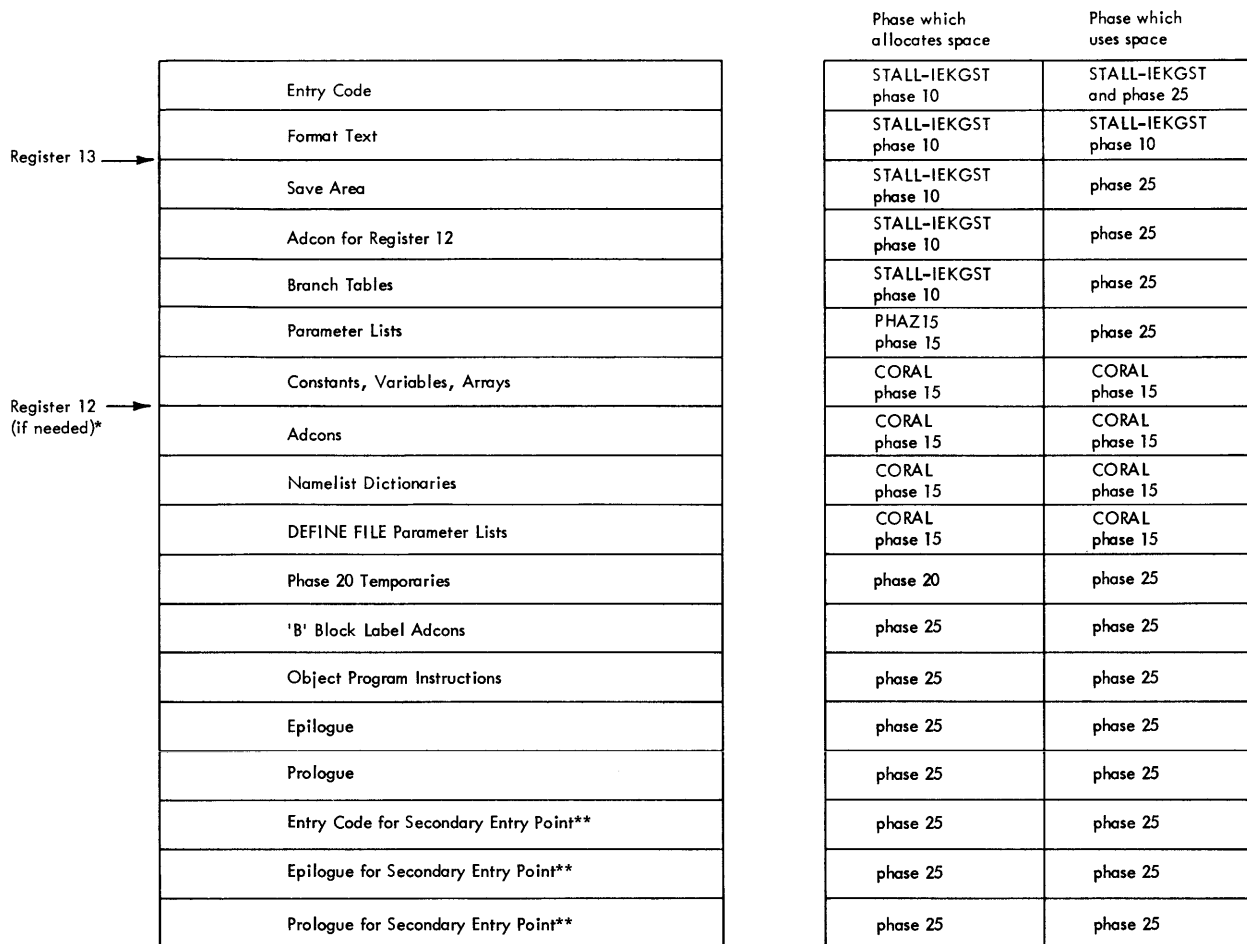 Phase which allocates space
Phase which uses space
Entry Code
STALL-IEKGST phase 10
STALL-IEKGST and phase 25
Format Text
STALL-IEKGST phase 10
STALL-IEKGST phase 10
Register 13
Save Area
STALL-IEKGST phase 10
phase 25
Adcon for Register 12
STALL-IEKGST phase 10
phase 25
Branch Tables
STALL-IEKGST phase 10
phase 25
Parameter Lists
PHAZ15 phase 15
phase 25
Constants, Variables, Arrays
CORAL phase 15
CORAL phase 15
Register 12 (if needed)*
Adcons
CORAL phase 15
CORAL phase 15
Namelist Dictionaries
CORAL phase 15
CORAL phase 15
DEFINE FILE Parameter Lists
CORAL phase 15
CORAL phase 15
Phase 20 Temporaries
phase 20
phase 25
'B' Block Label Adcons
phase 25
phase 25
Object Program Instructions
phase 25
phase 25
Epilogue
phase 25
phase 25
Prologue
phase 25
phase 25
Entry Code for Secondary Entry Point**
phase 25
phase 25
Epilogue for Secondary Entry Point**
phase 25
phase 25
Prologue for Secondary Entry Point**
phase 25
phase 25